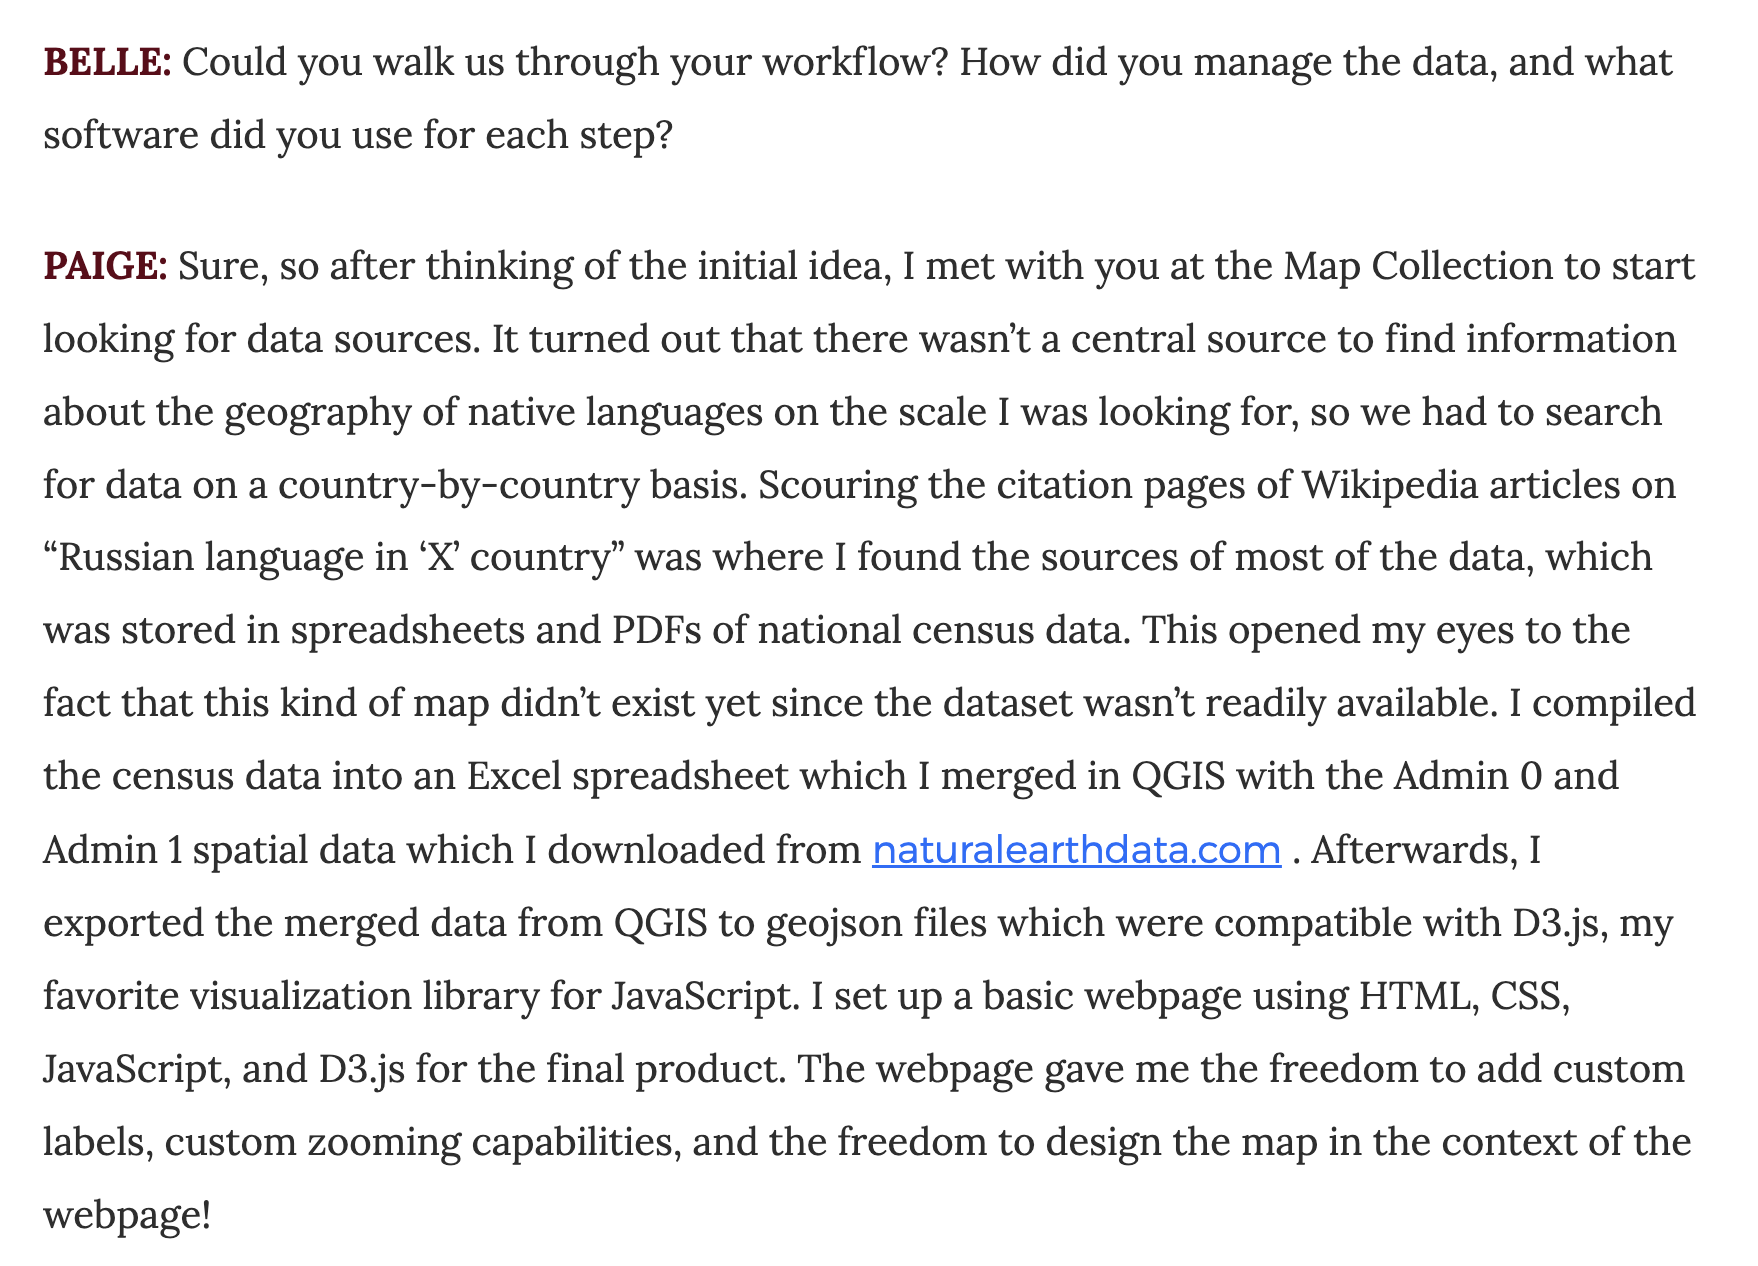 BELLE: Could you walk us through your workflow? How did you manage the data, and what
software did you use for each step?
PAIGE: Sure, so after thinking of the initial idea, I met with you at the Map Collection to start
looking for data sources. It turned out that there wasn’t a central source to find information
about the geography of native languages on the scale I was looking for, so we had to search
for data on a country-by-country basis. Scouring the citation pages of Wikipedia articles on
“Russian language in ‘X’ country” was where I found the sources of most of the data, which
was stored in spreadsheets and PDFs of national census data. This opened my eyes to the
fact that this kind of map didn’t exist yet since the dataset wasn’t readily available. I compiled
the census data into an Excel spreadsheet which I merged in QGIS with the Admin 0 and
Admin 1 spatial data which I downloaded from naturalearthdata.com . Afterwards, I
exported the merged data from QGIS to geojson files which were compatible with D3.js, my
favorite visualization library for JavaScript. I set up a basic webpage using HTML, CSS,
JavaScript, and D3.js for the final product. The webpage gave me the freedom to add custom
labels, custom zooming capabilities, and the freedom to design the map in the context of the
webpage!